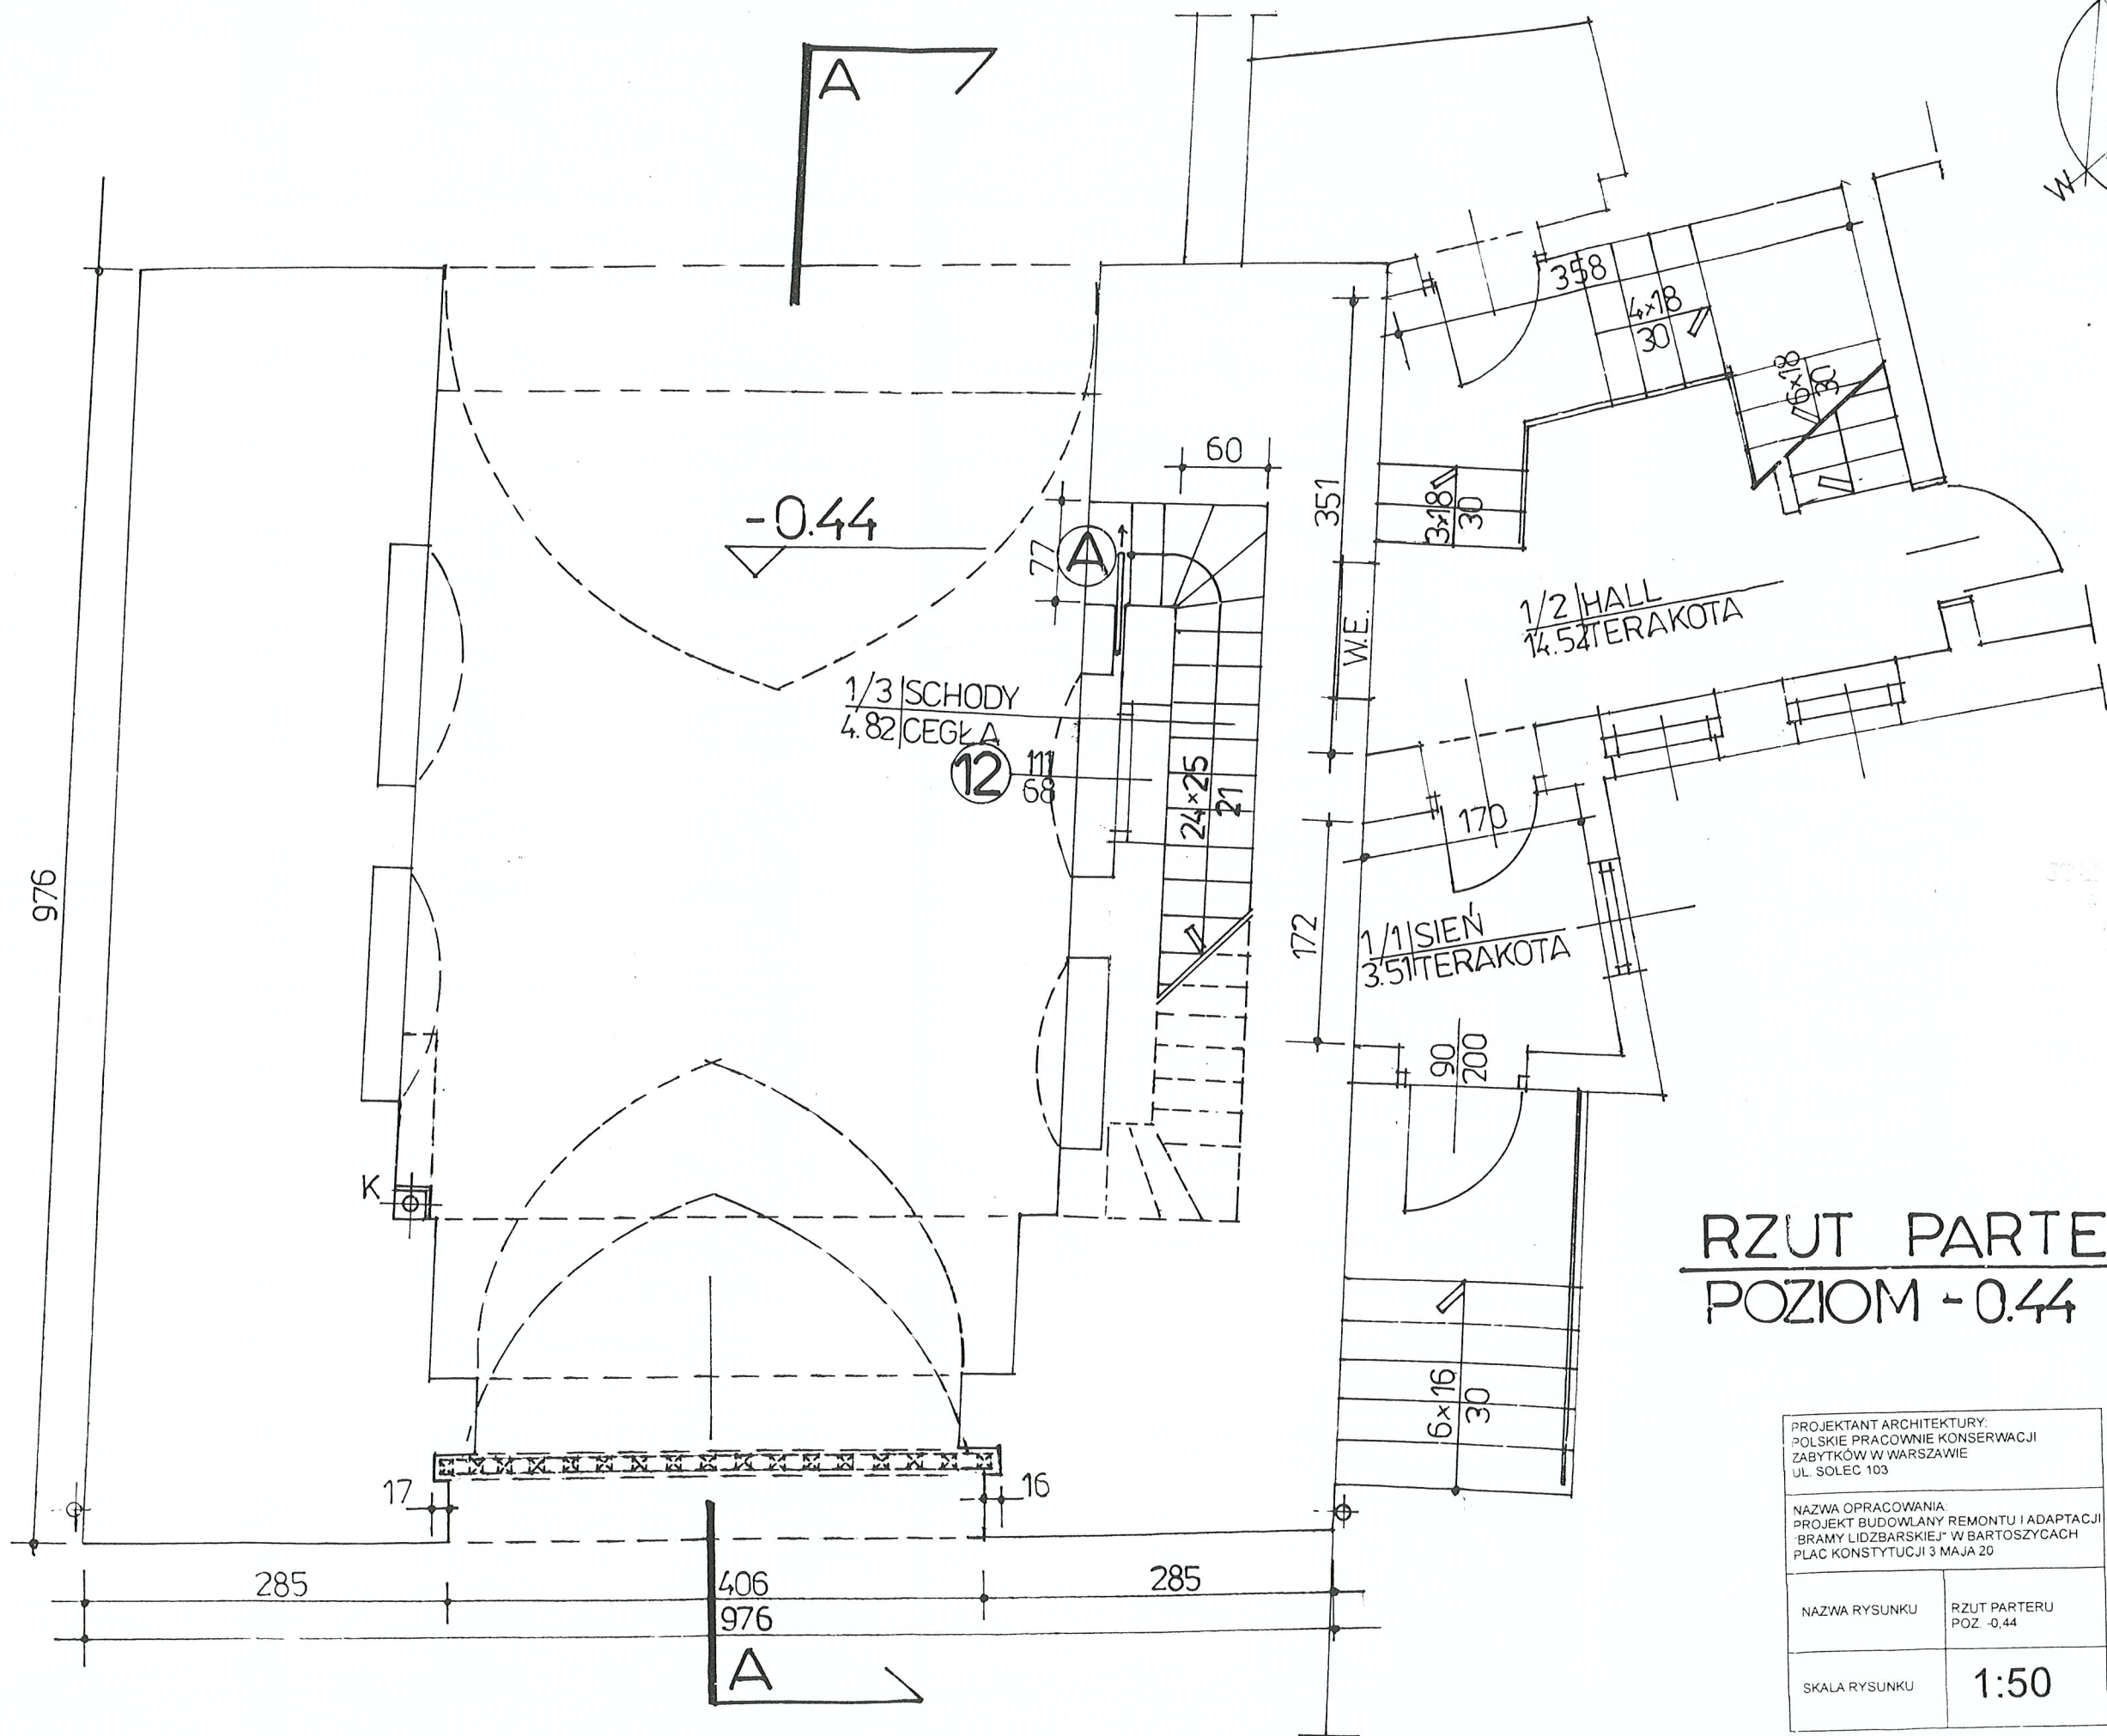 A
W
358
4×18
30
6×18
30
60
351
3×18
30
-0.44
77
A
W.E.
1/2 HALL
14.52 TERAKOTA
1/3 SCHODY
4.82 CEGŁA
12
111
68
24×25
21
170
976
172
1/1 SIEŃ
3.51 TERAKOTA
90
200
K
RZUT PARTE
POZIOM -0.44
6×16
30
17
16
285
406
285
976
A
PROJEKTANT ARCHITEKTURY:
POLSKIE PRACOWNIE KONSERWACJI
ZABYTKÓW W WARSZAWIE
UL. SOLEC 103
NAZWA OPRACOWANIA:
PROJEKT BUDOWLANY REMONTU I ADAPTACJI
"BRAMY LIDZBARSKIEJ" W BARTOSZYCACH
PLAC KONSTYTUCJI 3 MAJA 20
NAZWA RYSUNKU
RZUT PARTERU
POZ. -0,44
SKALA RYSUNKU
1:50